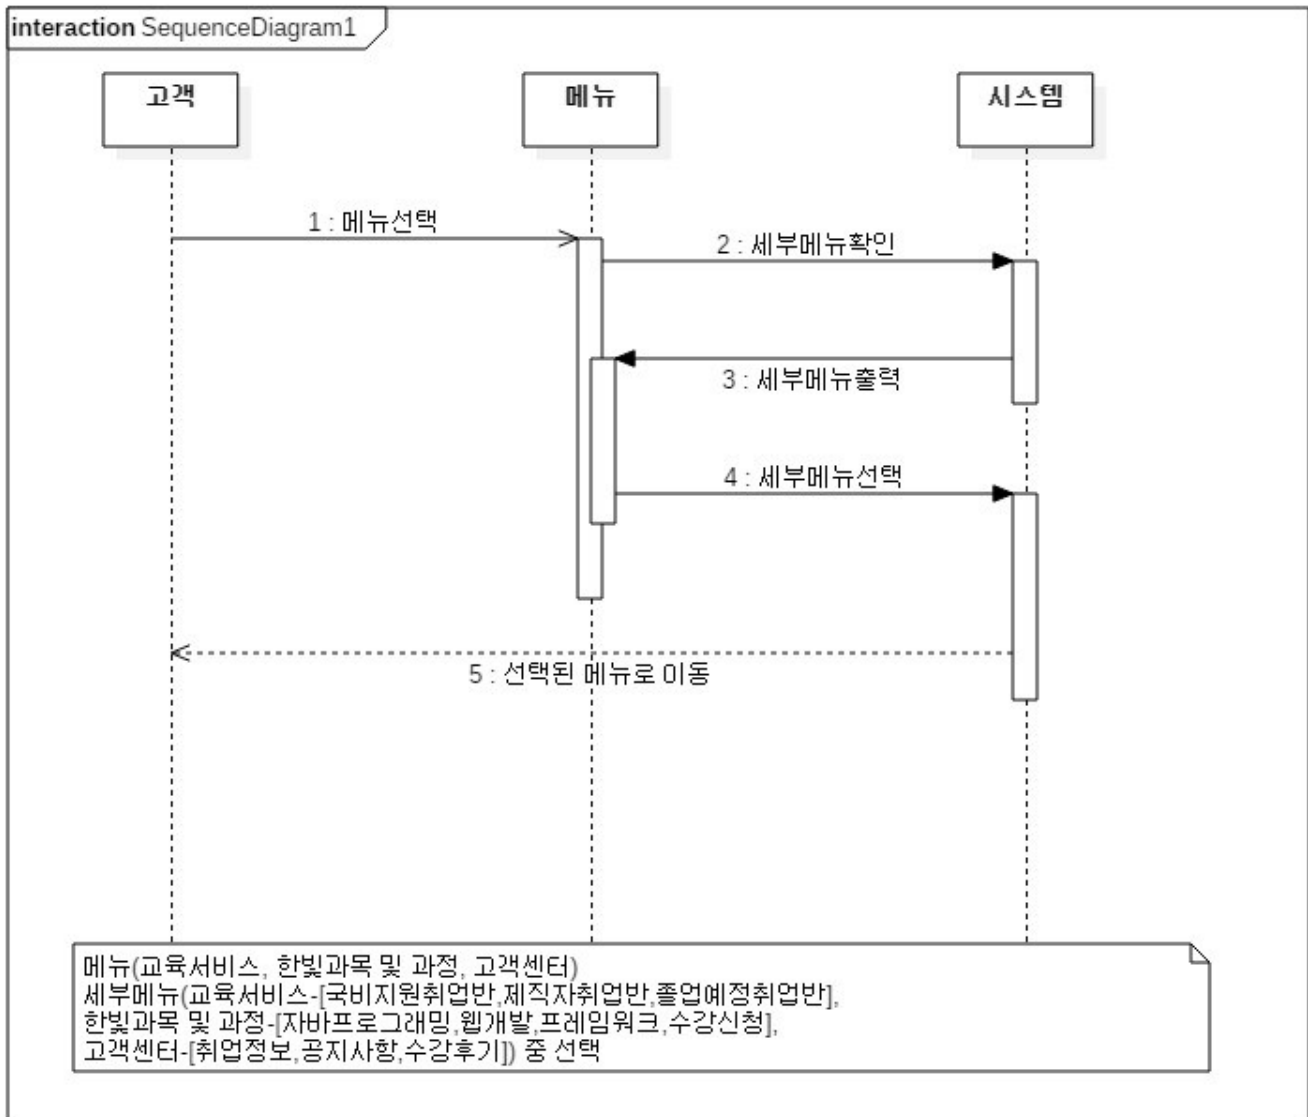 interaction SequenceDiagram1
고객
메뉴
시스템
1 : 메뉴선택
2 : 세부메뉴확인
3 : 세부메뉴출력
4 : 세부메뉴선택
5 : 선택된 메뉴로 이동
메뉴(교육서비스, 한빛과목 및 과정, 고객센터)
세부메뉴(교육서비스-[국비지원취업반,제직자취업반,졸업예정취업반],
한빛과목 및 과정-[자바프로그래밍,웹개발,프레임워크,수강신청],
고객센터-[취업정보,공지사항,수강후기]) 중 선택